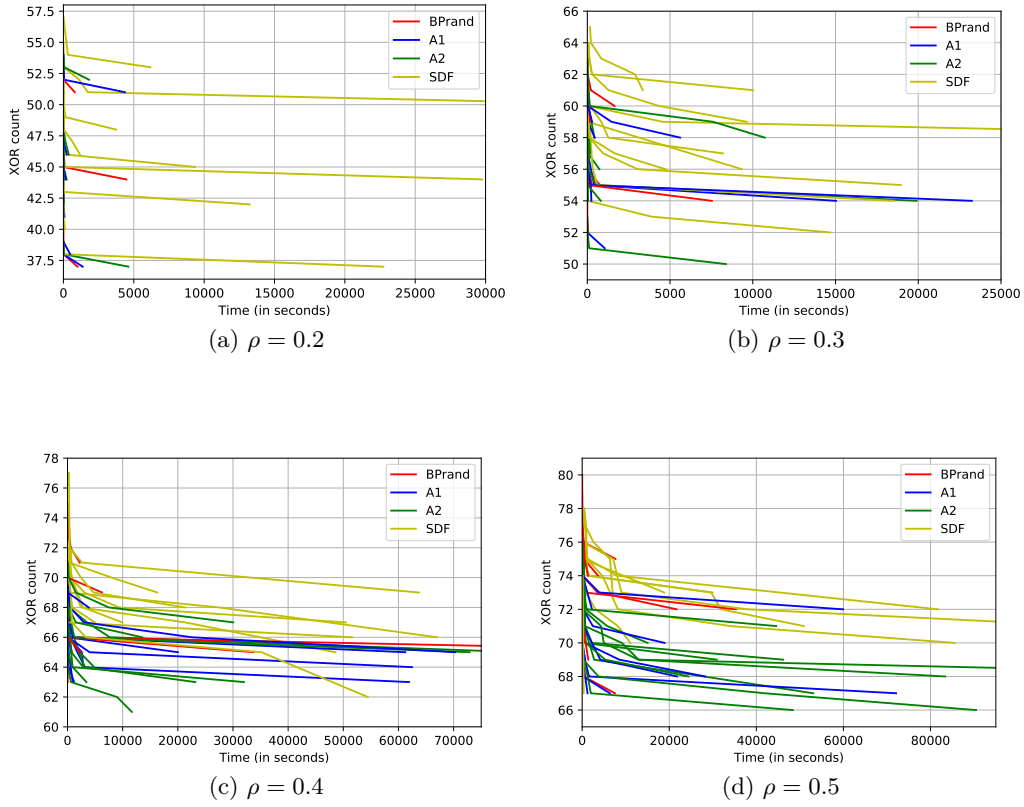 57.5
55.0
52.5
50.0
47.5
45.0
42.5
40.0
37.5
XOR count
0 5000 10000 15000 20000 25000 30000
Time (in seconds)
BPrand
A1
A2
SDF
(a) ρ = 0.2
66
64
62
60
58
56
54
52
50
XOR count
0 5000 10000 15000 20000 25000
Time (in seconds)
BPrand
A1
A2
SDF
(b) ρ = 0.3
78
76
74
72
70
68
66
64
62
60
XOR count
0 10000 20000 30000 40000 50000 60000 70000
Time (in seconds)
BPrand
A1
A2
SDF
(c) ρ = 0.4
80
78
76
74
72
70
68
66
XOR count
0 20000 40000 60000 80000
Time (in seconds)
BPrand
A1
A2
SDF
(d) ρ = 0.5